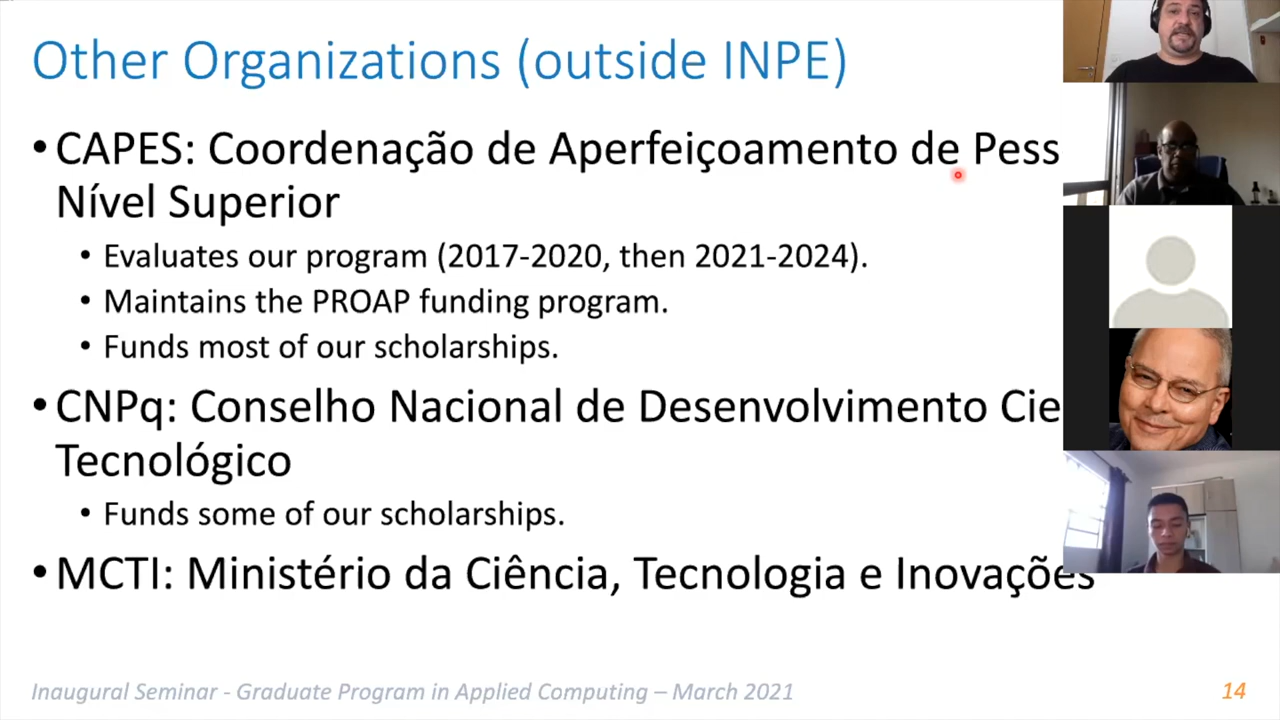 Other Organizations (outside INPE)
• CAPES: Coordenação de Aperfeiçoamento de Pess
Nível Superior
• Evaluates our program (2017-2020, then 2021-2024).
• Maintains the PROAP funding program.
• Funds most of our scholarships.
• CNPq: Conselho Nacional de Desenvolvimento Cie
Tecnológico
• Funds some of our scholarships.
• MCTI: Ministério da Ciência, Tecnologia e Inovações
Inaugural Seminar - Graduate Program in Applied Computing – March 2021
14